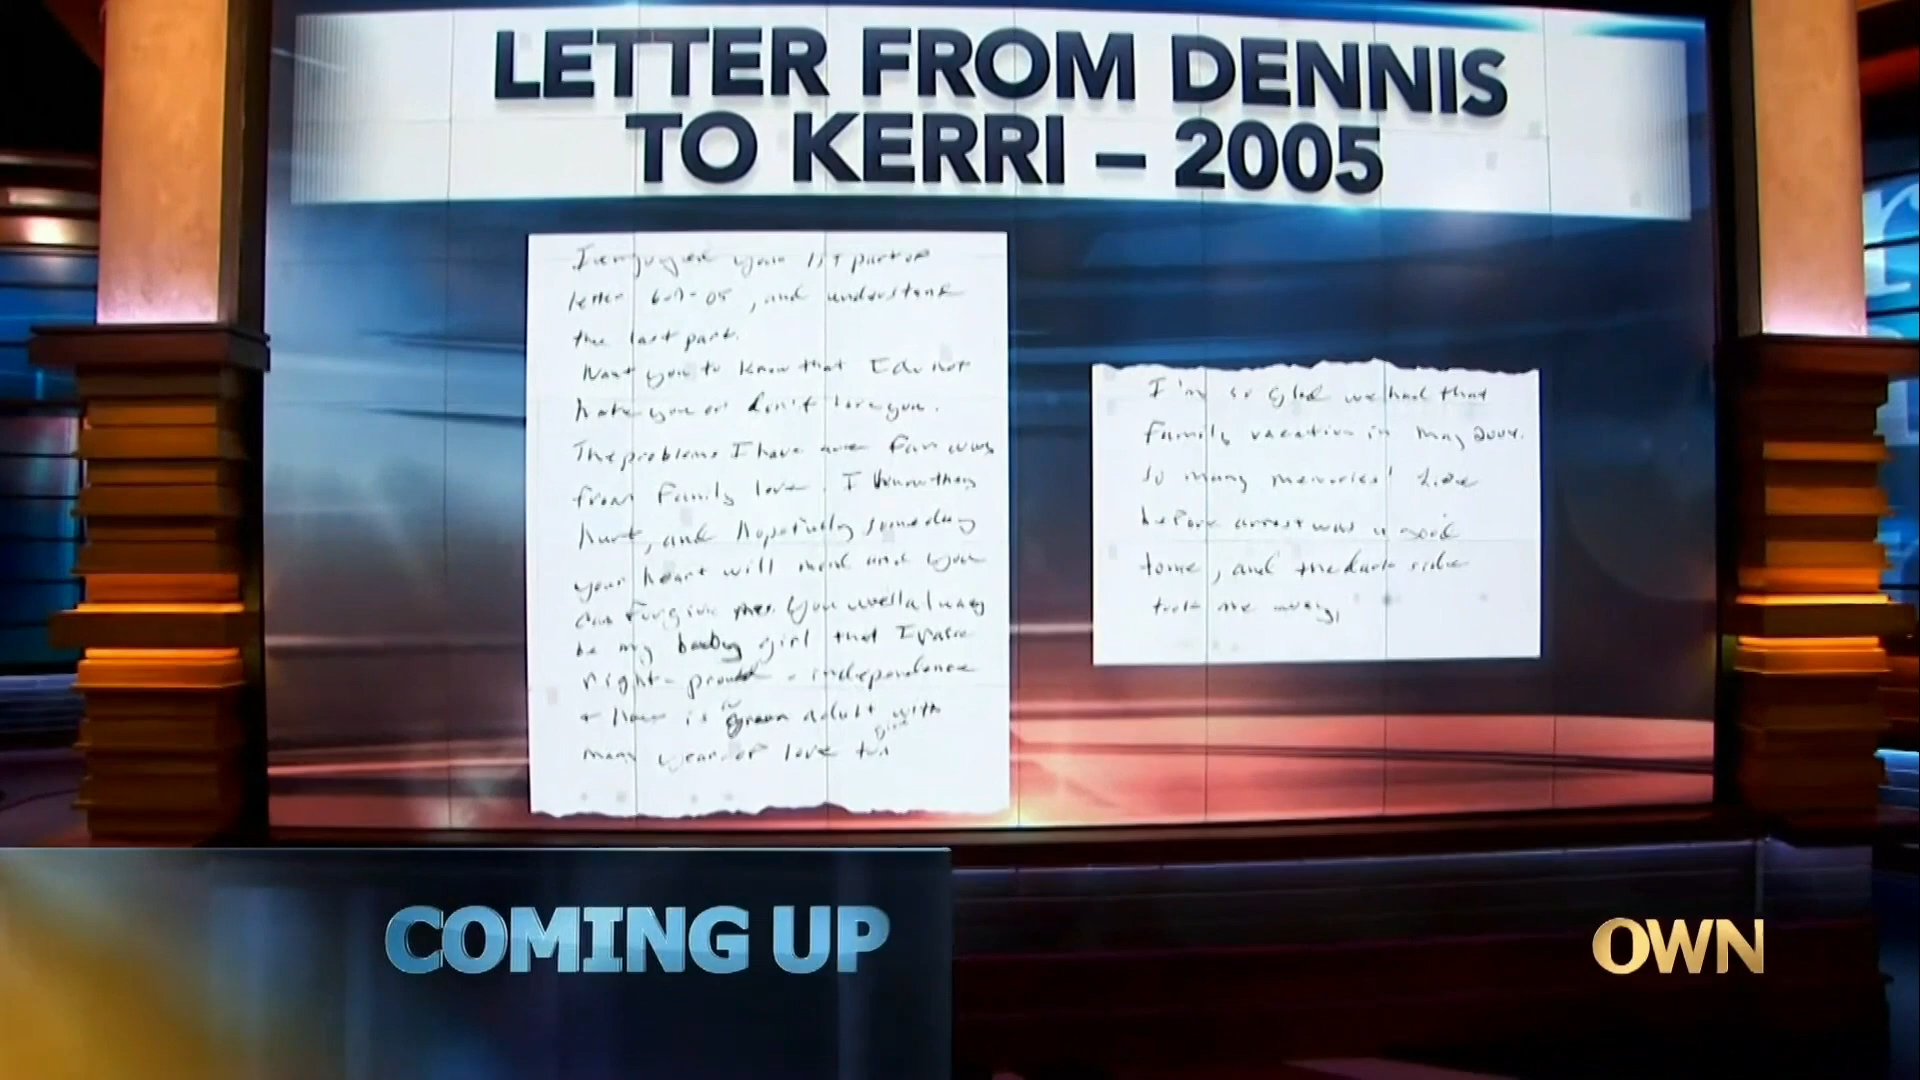 LETTER FROM DENNIS
TO KERRI – 2005
I enjoyed your 1st part of
letter 6-9-05, and understand
the last part.
Want you to know that I do not
hate you or don't love you.
The problems I have are far away
from family love. I know they
hurt, and hopefully someday
your heart will mend and you
can forgive me. You will always
be my baby girl that I raise
right - proud - independence
+ Now is grown adult with
many years of love to give
I'm so glad we had that
family vacation in May 2004.
So many memories! Life
before arrest was a good
time, and the dark side
took me away.
COMING UP
OWN